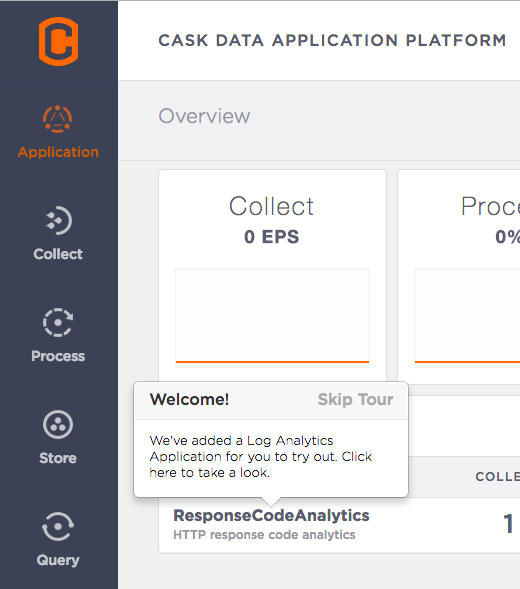 CASK DATA APPLICATION PLATFORM
Overview
Application
Collect
Process
Store
Query
Collect
0 EPS
Proce
0%
Welcome! Skip Tour
We've added a Log Analytics
Application for you to try out. Click
here to take a look.
COLLE
ResponseCodeAnalytics
HTTP response code analytics
1